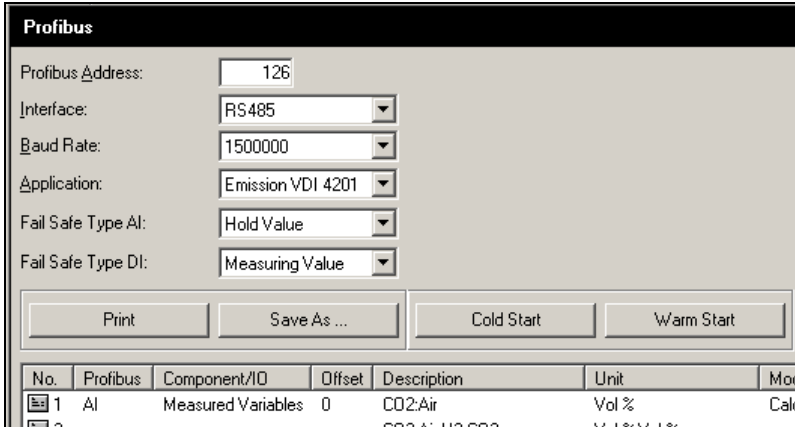 Profibus
Profibus Address: 126
Interface: RS485
Baud Rate: 1500000
Application: Emission VDI 4201
Fail Safe Type AI: Hold Value
Fail Safe Type DI: Measuring Value
Print Save As ... Cold Start Warm Start
No. Profibus Component/IO Offset Description Unit
1 AI Measured Variables 0 CO2:Air Vol %